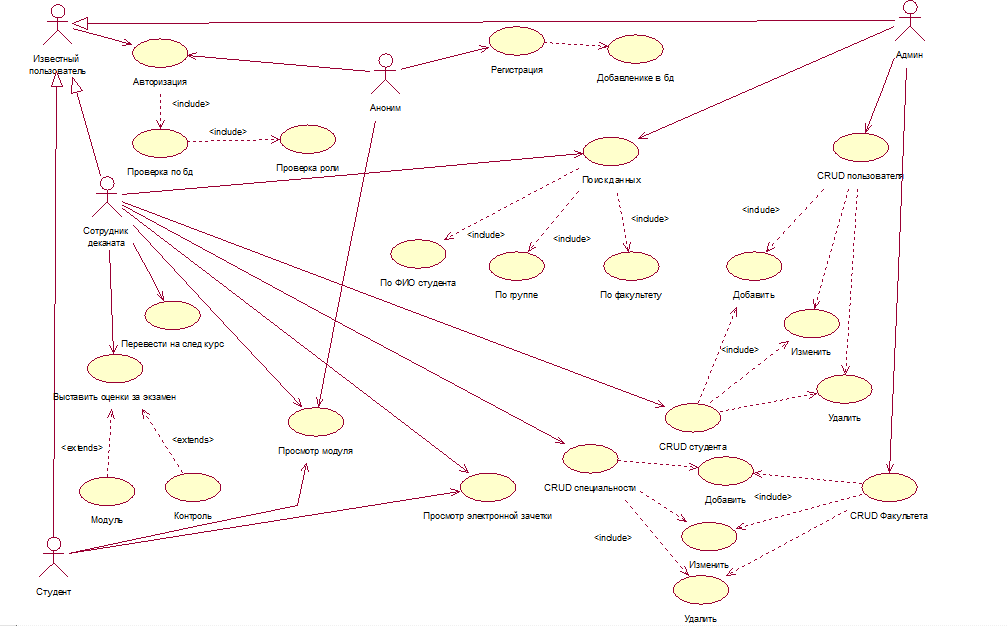 Известный
пользователь
Авторизация
<include>
Проверка по бд
<include>
Проверка роли
Аноним
Регистрация
Добавленике в бд
Админ
Поиск данных
<include>
<include>
<include>
По ФИО студента
По группе
По факультету
CRUD пользователя
<include>
Добавить
Изменить
<include>
Удалить
Сотрудник
деканата
Перевести на след курс
Выставить оценки за экзамен
<extends>
<extends>
Модуль
Контроль
Просмотр модуля
Просмотр электронной зачетки
CRUD студента
CRUD специальности
Добавить
<include>
CRUD Факультета
<include>
Изменить
Удалить
Студент